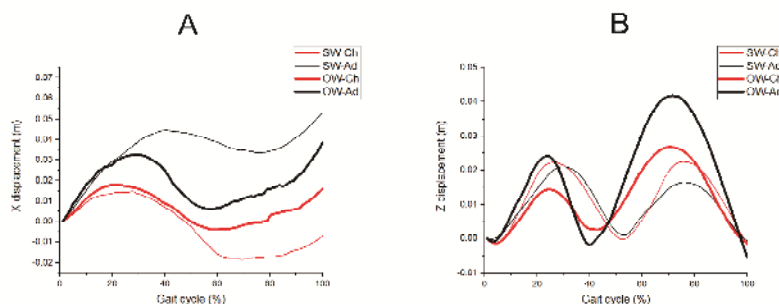 A
SW-Ch
SW-Ad
OW-Ch
OW-Ad
0.07
0.06
0.05
0.04
0.03
0.02
0.01
0.00
-0.01
-0.02
X displacement (m)
0 20 40 60 80 100
Gait cycle (%)
B
SW-Ch
SW-Ad
OW-Ch
OW-Ad
0.05
0.04
0.03
0.02
0.01
0.00
-0.01
Z displacement (m)
0 20 40 60 80 100
Gait cycle (%)